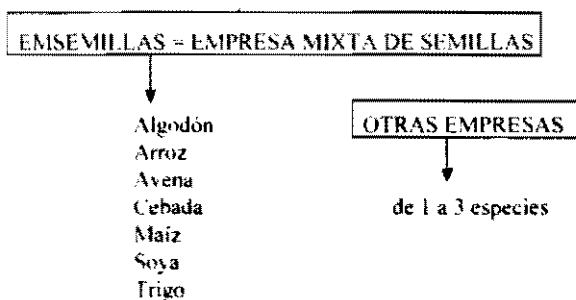 EMSEMILLAS = EMPRESA MIXTA DE SEMILLAS
Algodón
Arroz
Avena
Cebada
Maíz
Soya
Trigo
OTRAS EMPRESAS
de 1 a 3 especies